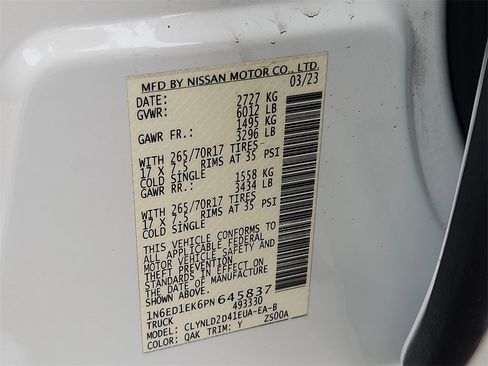 MFD BY NISSAN MOTOR CO., LTD.
DATE: 03/23
GVWR: 2727 KG
6012 LB
GAWR FR.: 1495 KG
3296 LB
WITH 265/70R17 TIRES
17 X 7.5 RIMS AT 35 PSI
COLD SINGLE
GAWR RR.: 1558 KG
3434 LB
WITH 265/70R17 TIRES
17 X 7.5 RIMS AT 35 PSI
COLD SINGLE
THIS VEHICLE CONFORMS TO
ALL APPLICABLE FEDERAL
MOTOR VEHICLE SAFETY AND
THEFT PREVENTION
STANDARDS IN EFFECT ON
THE DATE OF MANUFACTURE
SHOWN ABOVE.
1N6ED1EK6PN645837
TRUCK 493330
MODEL: CLYNLD2D41EUA-EA-B
COLOR: QAK TRIM: Y ZS00A